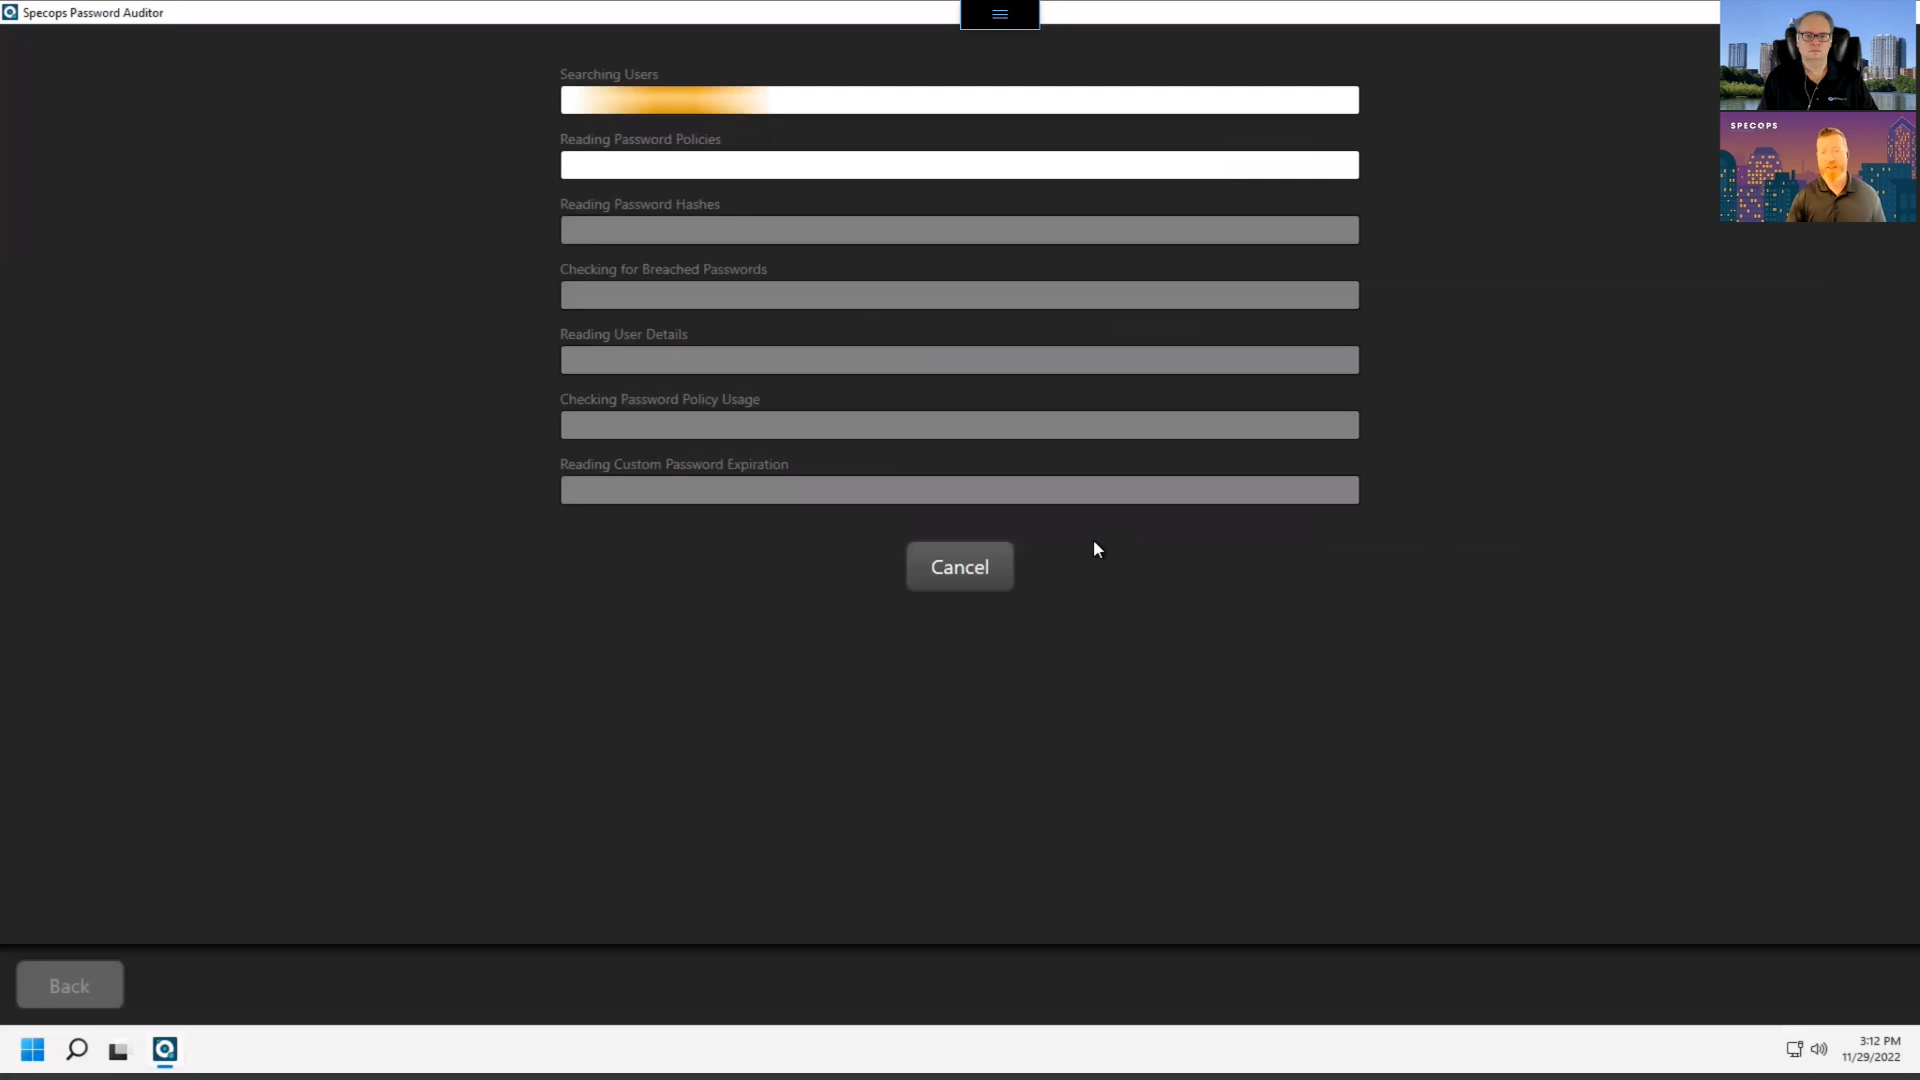 Specops Password Auditor
SPECOPS
Searching Users
Reading Password Policies
Reading Password Hashes
Checking for Breached Passwords
Reading User Details
Checking Password Policy Usage
Reading Custom Password Expiration
Cancel
Back
3:12 PM
11/29/2022